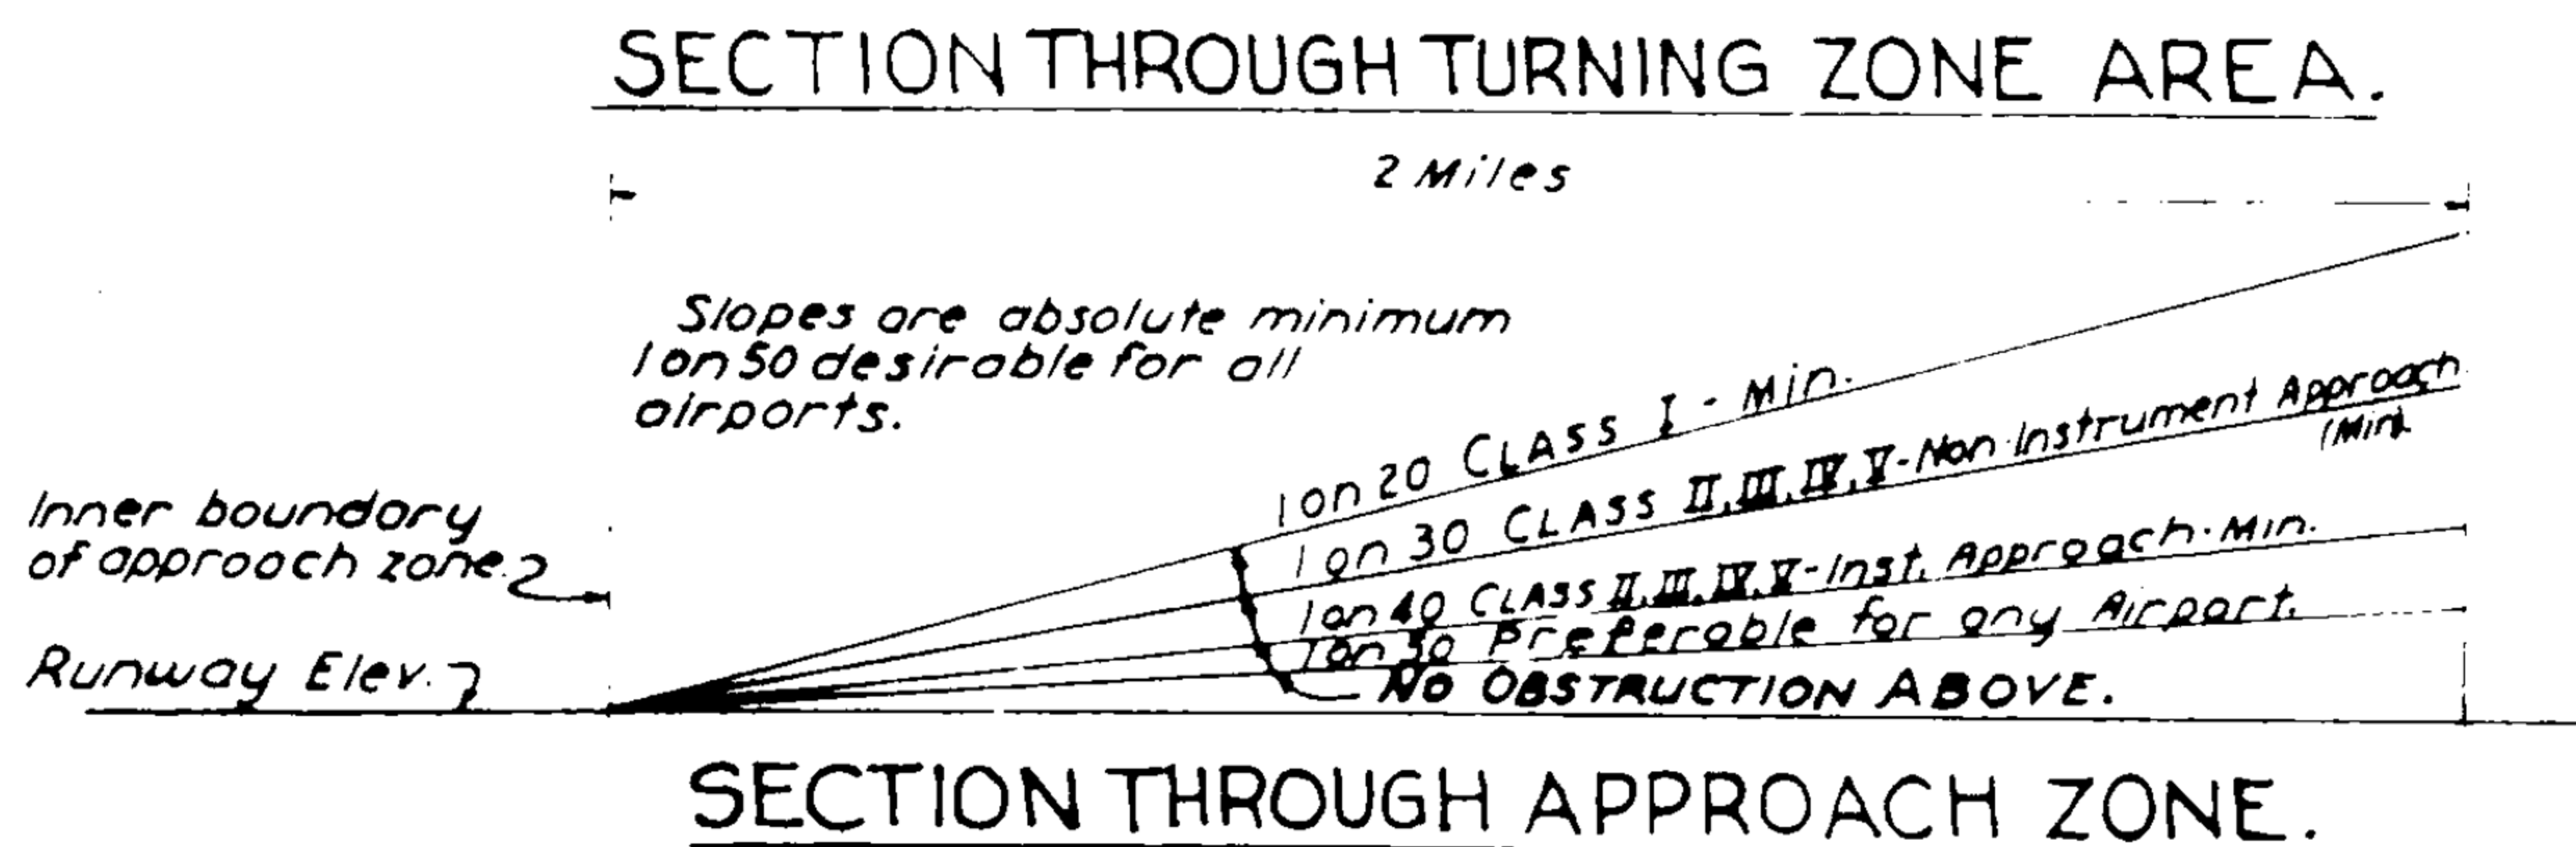 SECTION THROUGH TURNING ZONE AREA.
2 Miles
Slopes are absolute minimum
1 on 50 desirable for all
airports.
1 on 20 CLASS I - Min.
1 on 30 CLASS II, III, IV, V - Non-Instrument Approach
(Min.
Inner boundary
of approach zone.
1 on 40 CLASS II, III, IV, V - Inst. Approach - Min.
1 on 50 Preferable for any Airport.
Runway Elev.
NO OBSTRUCTION ABOVE.
SECTION THROUGH APPROACH ZONE.